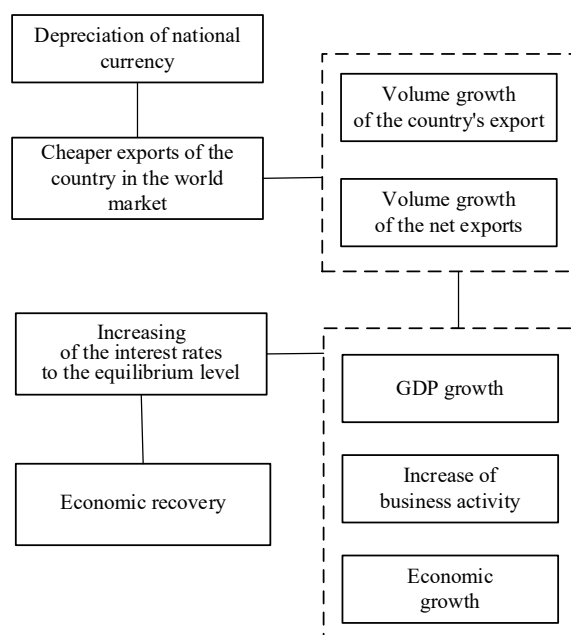 Depreciation of national
currency
Cheaper exports of the
country in the world
market
Volume growth
of the country's export
Volume growth
of the net exports
Increasing
of the interest rates
to the equilibrium level
Economic recovery
GDP growth
Increase of
business activity
Economic
growth